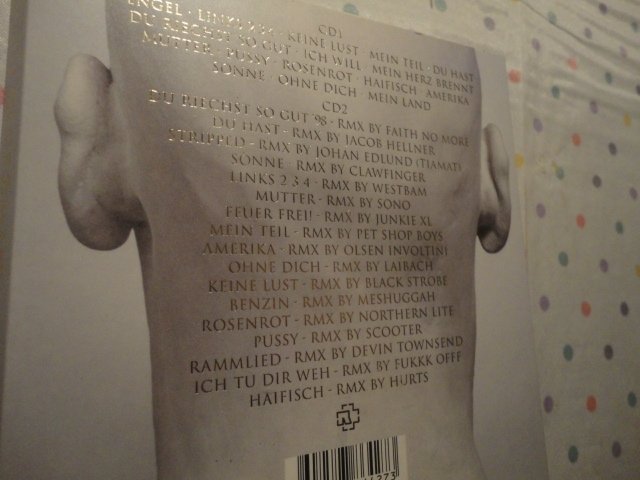 CD1
ENGEL · LINKS 2 3 4 · KEINE LUST · MEIN TEIL · DU HAST
DU RIECHST SO GUT · ICH WILL · MEIN HERZ BRENNT
MUTTER · PUSSY · ROSENROT · HAIFISCH · AMERIKA
SONNE · OHNE DICH · MEIN LAND
CD2
DU RIECHST SO GUT '98 - RMX BY FAITH NO MORE
DU HAST - RMX BY JACOB HELLNER
STRIPPED - RMX BY JOHAN EDLUND (TIAMAT)
SONNE - RMX BY CLAWFINGER
LINKS 2 3 4 - RMX BY WESTBAM
MUTTER - RMX BY SONO
FEUER FREI! - RMX BY JUNKIE XL
MEIN TEIL - RMX BY PET SHOP BOYS
AMERIKA - RMX BY OLSEN INVOLTINI
OHNE DICH - RMX BY LAIBACH
KEINE LUST - RMX BY BLACK STROBE
BENZIN - RMX BY MESHUGGAH
ROSENROT - RMX BY NORTHERN LITE
PUSSY - RMX BY SCOOTER
RAMMLIED - RMX BY DEVIN TOWNSEND
ICH TU DIR WEH - RMX BY FUKKK OFFF
HAIFISCH - RMX BY HURTS